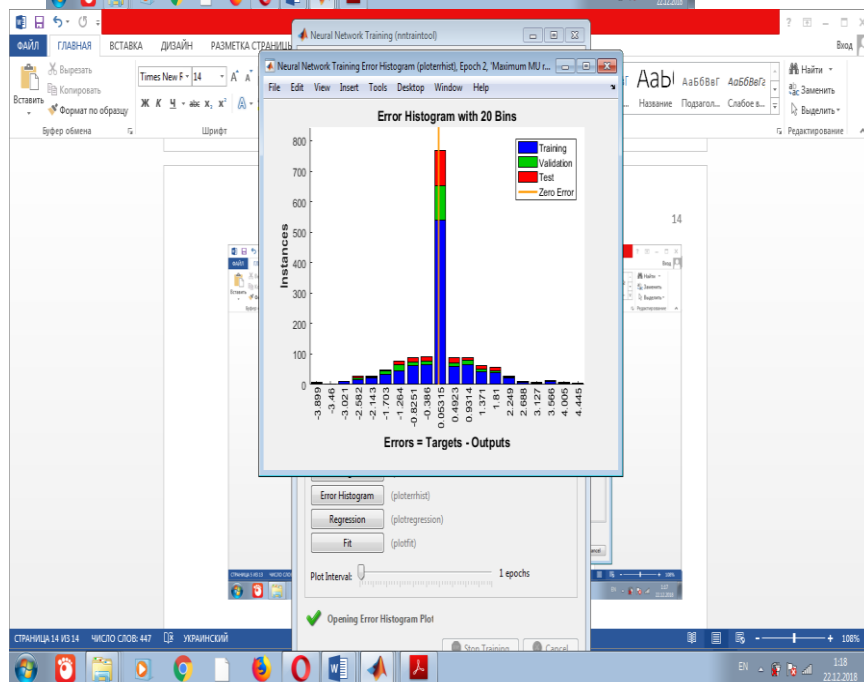 22.12.2018
Neural Network Training (nntraintool)
ФАЙЛ ГЛАВНАЯ ВСТАВКА ДИЗАЙН РАЗМЕТКА СТРАНИЦЫ
Вход
Вставить
Вырезать
Копировать
Формат по образцу
Буфер обмена
Times New F 14
Ж К Ч abc X₂ X²
Шрифт
АаБбВвГ АаБбВвГг
Название Подзагол... Слабое в...
Найти
Заменить
Выделить
Редактирование
Neural Network Training Error Histogram (ploterrhist), Epoch 2, 'Maximum MU r...
File Edit View Insert Tools Desktop Window Help
Error Histogram with 20 Bins
Training
Validation
Test
Zero Error
Instances
800
700
600
500
400
300
200
100
0
-3.899
-3.46
-3.021
-2.582
-2.143
-1.703
-1.264
-0.8251
-0.386
0.05315
0.4923
0.9314
1.371
1.81
2.249
2.688
3.127
3.566
4.005
4.445
Errors = Targets - Outputs
14
Error Histogram (ploterrhist)
Regression (plotregression)
Fit (plotfit)
Plot Interval: 1 epochs
Opening Error Histogram Plot
Stop Training Cancel
СТРАНИЦА 14 ИЗ 14 ЧИСЛО СЛОВ: 447 УКРАИНСКИЙ
108%
EN
1:18
22.12.2018